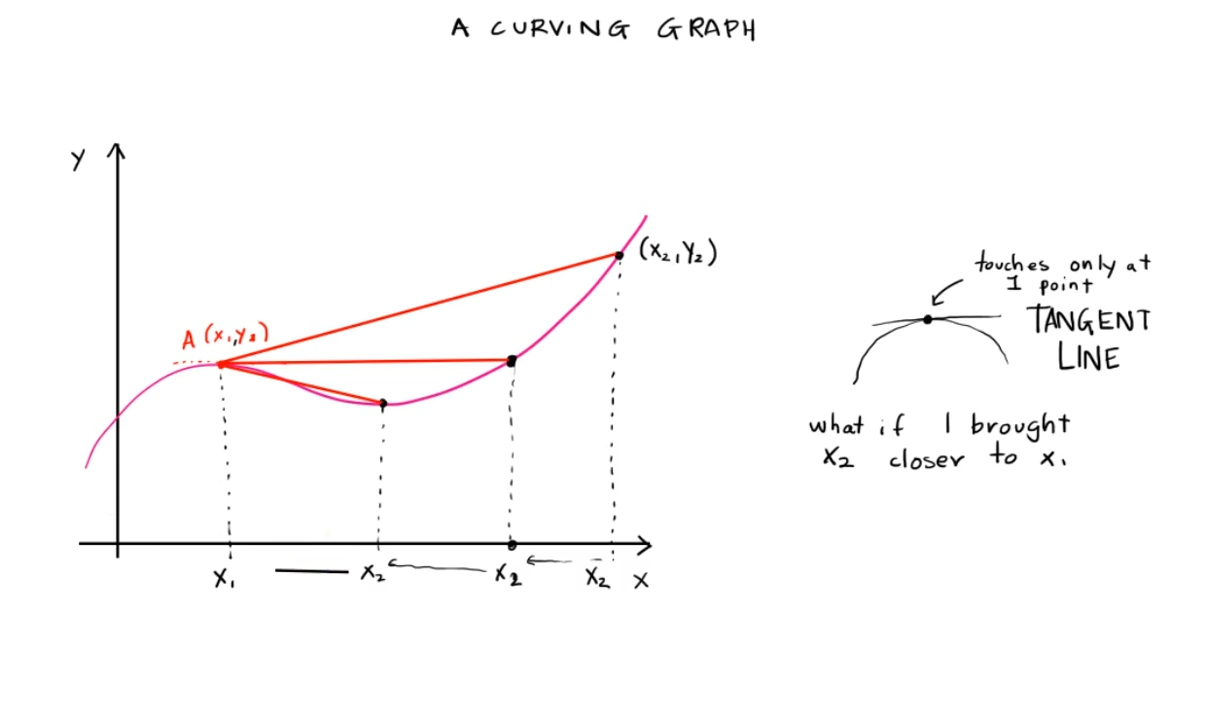 A CURVING GRAPH
Y
(X₂, Y₂)
touches only at
1 point
TANGENT
LINE
A (X₁, Y₁)
what if I brought
X₂ closer to X₁
X₁ X₂ X₂ X₂ X